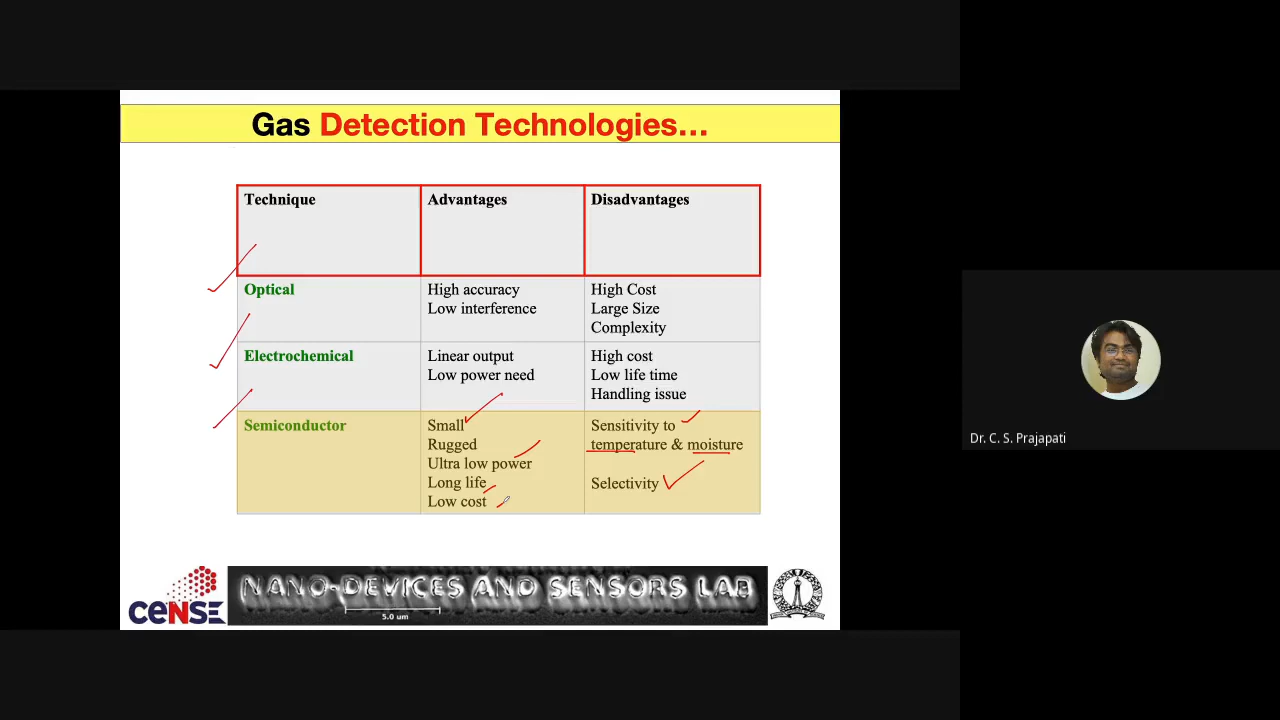 Gas Detection Technologies...
Technique
Advantages
Disadvantages
Optical
High accuracy
Low interference
High Cost
Large Size
Complexity
Electrochemical
Linear output
Low power need
High cost
Low life time
Handling issue
Semiconductor
Small
Rugged
Ultra low power
Long life
Low cost
Sensitivity to
temperature & moisture
Selectivity
CeNSE
NANO-DEVICES AND SENSORS LAB
5.0 um
Dr. C. S. Prajapati